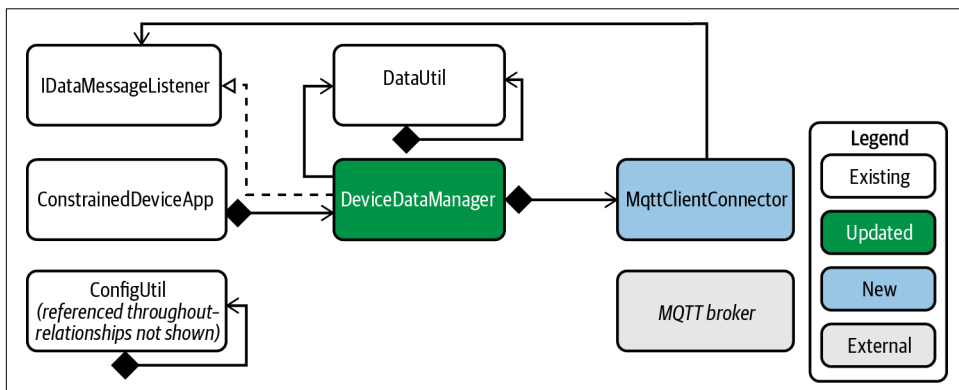 IDataMessageListener
DataUtil
ConstrainedDeviceApp
DeviceDataManager
MqttClientConnector
ConfigUtil
(referenced throughout–
relationships not shown)
MQTT broker
Legend
Existing
Updated
New
External